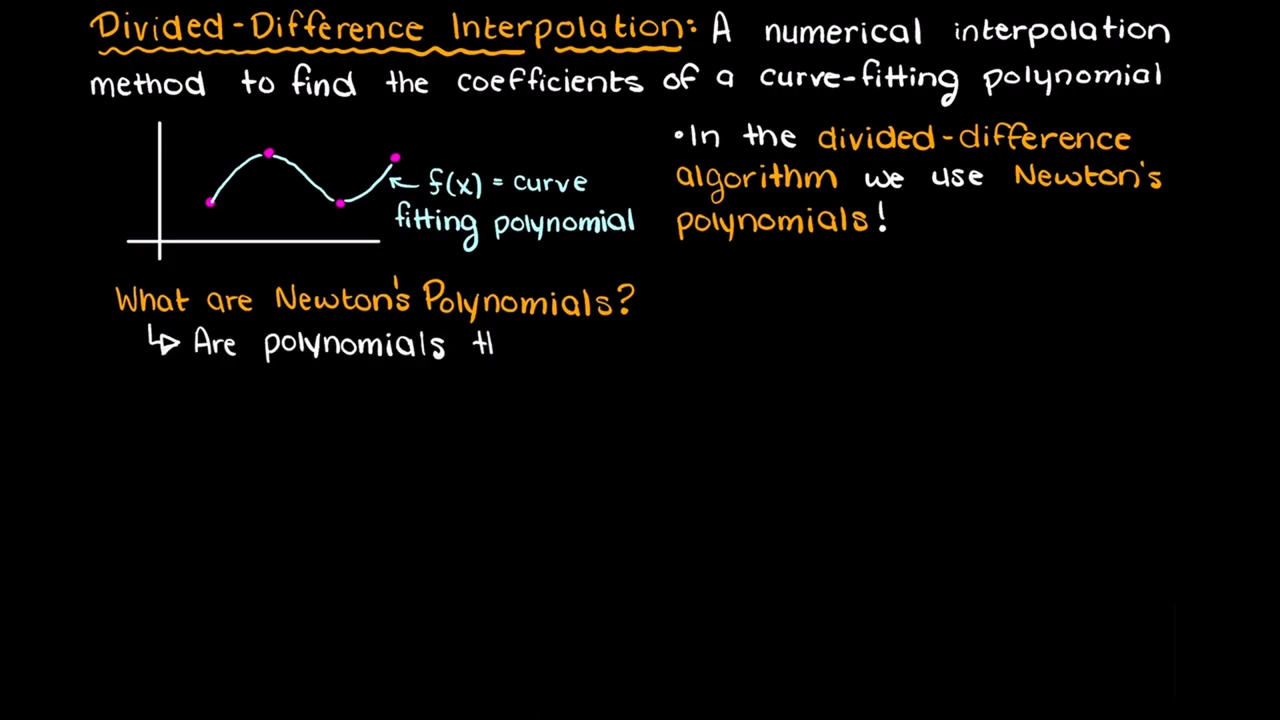 Divided-Difference Interpolation: A numerical interpolation
method to find the coefficients of a curve-fitting polynomial
•In the divided-difference
algorithm we use Newton's
polynomials!
f(x) = curve
fitting polynomial
What are Newton's Polynomials?
Are polynomials